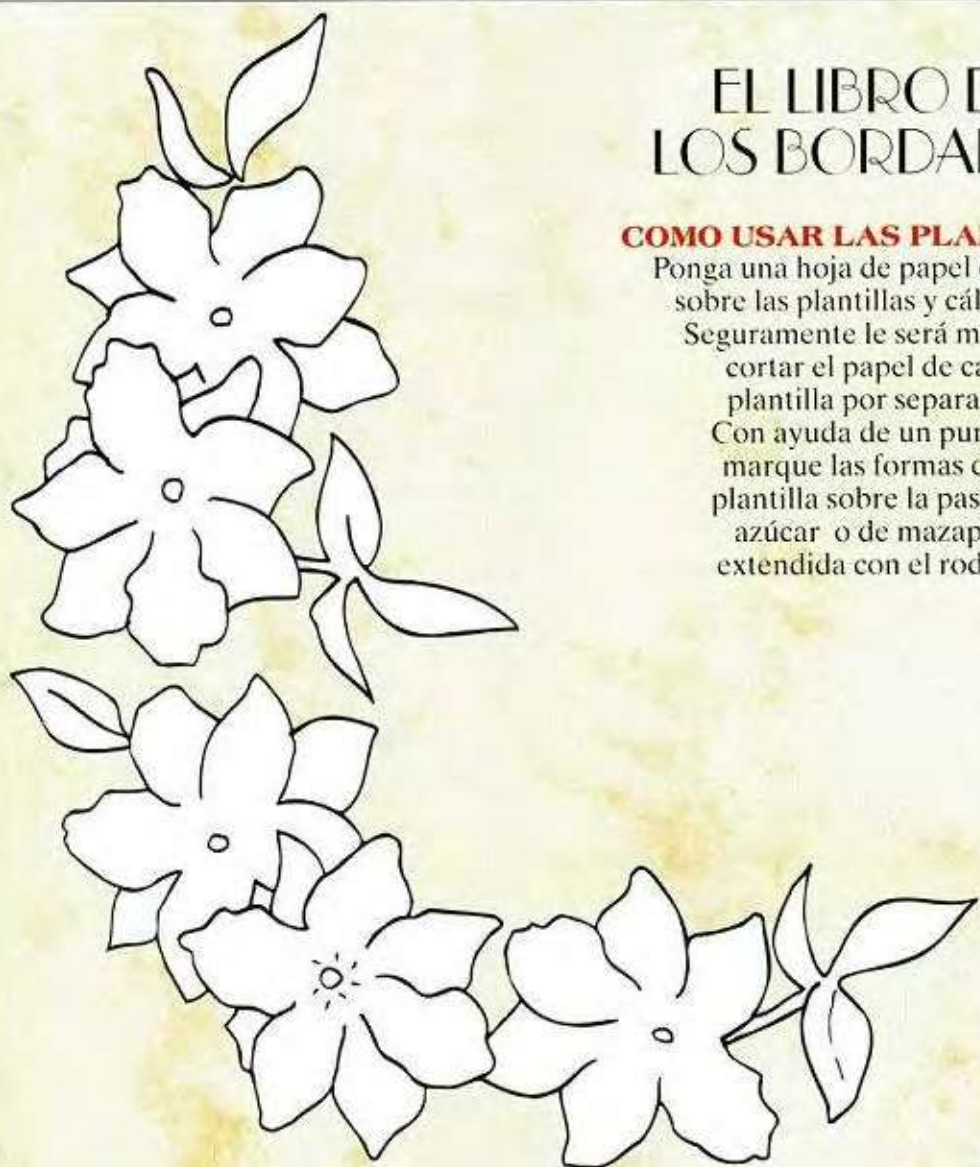 EL LIBRO D
LOS BORDA
COMO USAR LAS PLA
Ponga una hoja de papel
sobre las plantillas y cál
Seguramente le será m
cortar el papel de ca
plantilla por separa
Con ayuda de un pu
marque las formas
plantilla sobre la pas
azúcar o de mazap
extendida con el rod